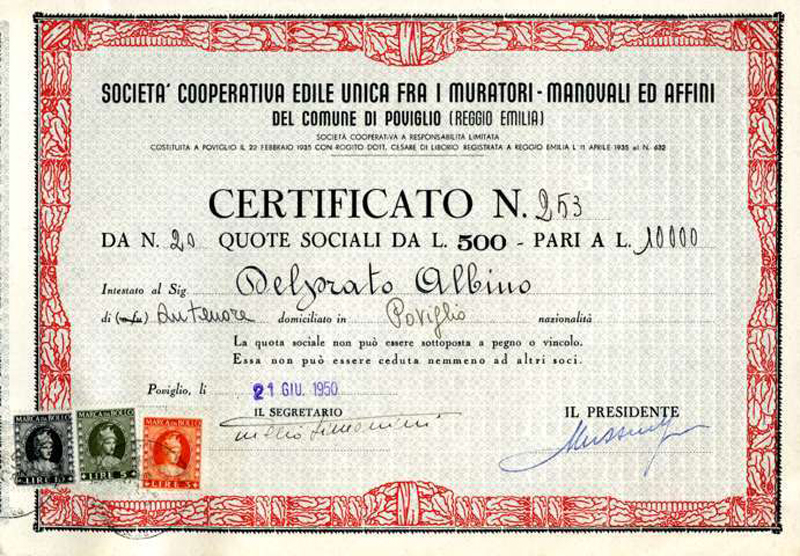 SOCIETA' COOPERATIVA EDILE UNICA FRA I MURATORI - MANOVALI ED AFFINI
DEL COMUNE DI POVIGLIO (REGGIO EMILIA)
SOCIETÀ COOPERATIVA A RESPONSABILITÀ LIMITATA
COSTITUITA A POVIGLIO IL 22 FEBBRAIO 1935 CON ROGITO DOTT. CESARE DI LIBORIO REGISTRATA A REGGIO EMILIA L'11 APRILE 1935 al N. 632
CERTIFICATO N. 253
DA N. 20 QUOTE SOCIALI DA L. 500 - PARI A L. 10000
Intestato al Sig Delprato Albino
di (fu) Antenore domiciliato in Poviglio nazionalità
La quota sociale non può essere sottoposta a pegno o vincolo.
Essa non può essere ceduta nemmeno ad altri soci.
Poviglio, li 21 GIU. 1950
IL SEGRETARIO IL PRESIDENTE
MARCA DA BOLLO MARCA DA BOLLO MARCA DA BOLLO
LIRE LIRE 5 LIRE 5